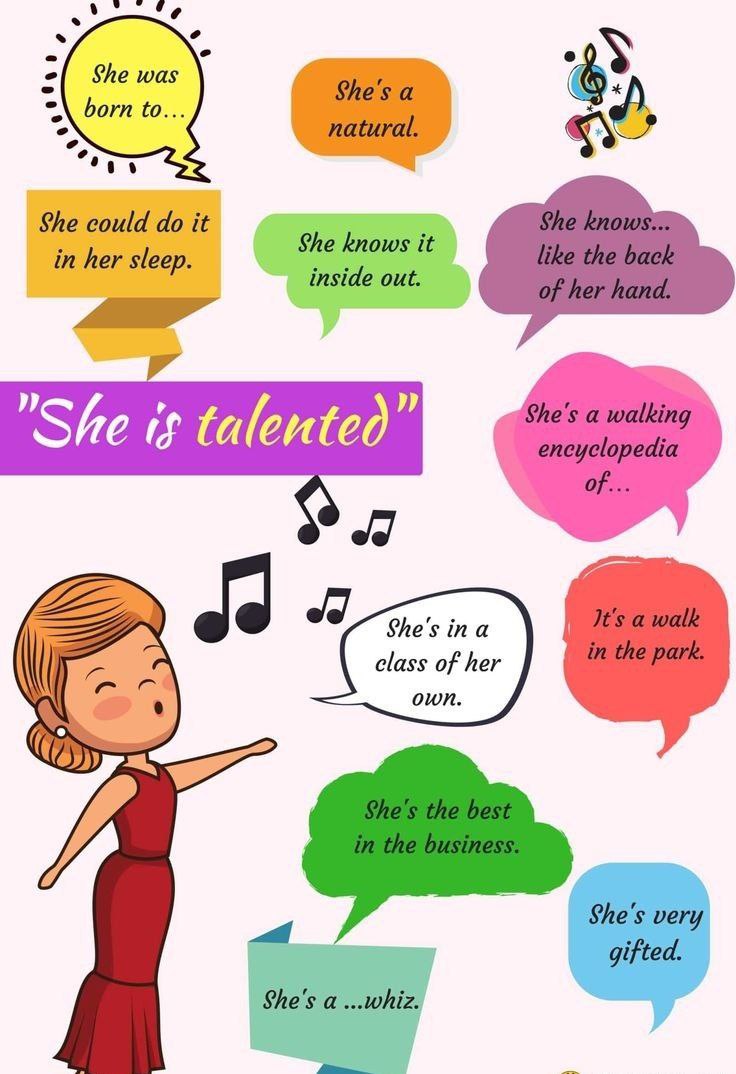 She was
born to...
She's a
natural.
She could do it
in her sleep.
She knows it
inside out.
She knows...
like the back
of her hand.
"She is talented"
She's a walking
encyclopedia
of...
She's in a
class of her
own.
It's a walk
in the park.
She's the best
in the business.
She's very
gifted.
She's a ...whiz.